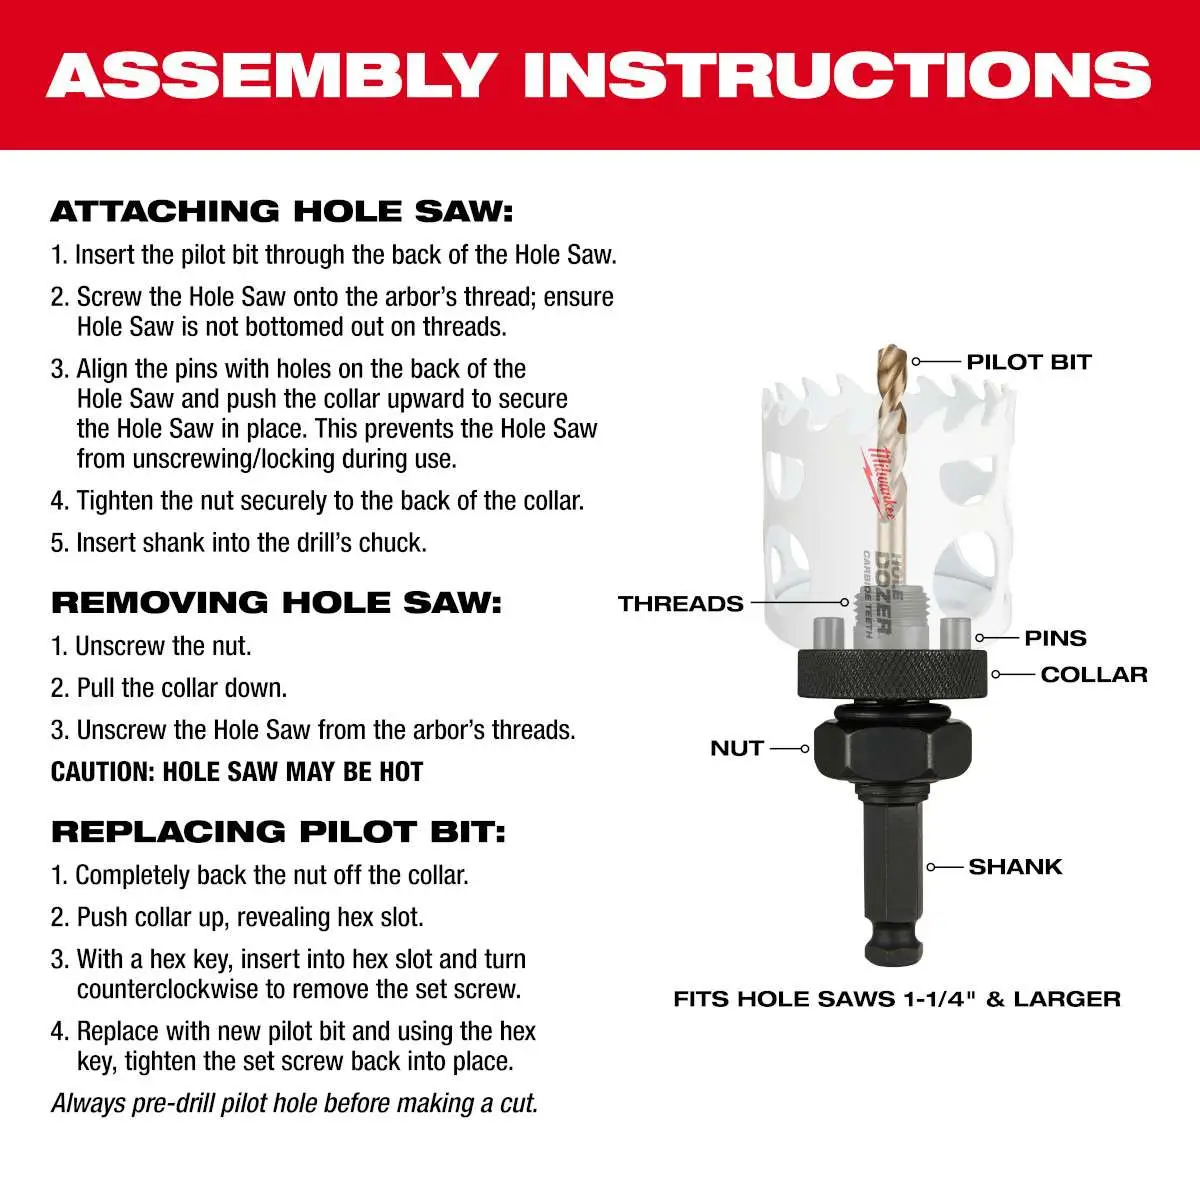 ASSEMBLY INSTRUCTIONS
ATTACHING HOLE SAW:
1. Insert the pilot bit through the back of the Hole Saw.
2. Screw the Hole Saw onto the arbor's thread; ensure
Hole Saw is not bottomed out on threads.
3. Align the pins with holes on the back of the
Hole Saw and push the collar upward to secure
the Hole Saw in place. This prevents the Hole Saw
from unscrewing/locking during use.
4. Tighten the nut securely to the back of the collar.
5. Insert shank into the drill's chuck.
REMOVING HOLE SAW:
1. Unscrew the nut.
2. Pull the collar down.
3. Unscrew the Hole Saw from the arbor's threads.
CAUTION: HOLE SAW MAY BE HOT
REPLACING PILOT BIT:
1. Completely back the nut off the collar.
2. Push collar up, revealing hex slot.
3. With a hex key, insert into hex slot and turn
counterclockwise to remove the set screw.
4. Replace with new pilot bit and using the hex
key, tighten the set screw back into place.
Always pre-drill pilot hole before making a cut.
PILOT BIT
Milwaukee
HOLE
DOZER
CARBIDE TEETH
THREADS
PINS
COLLAR
NUT
SHANK
FITS HOLE SAWS 1-1/4" & LARGER